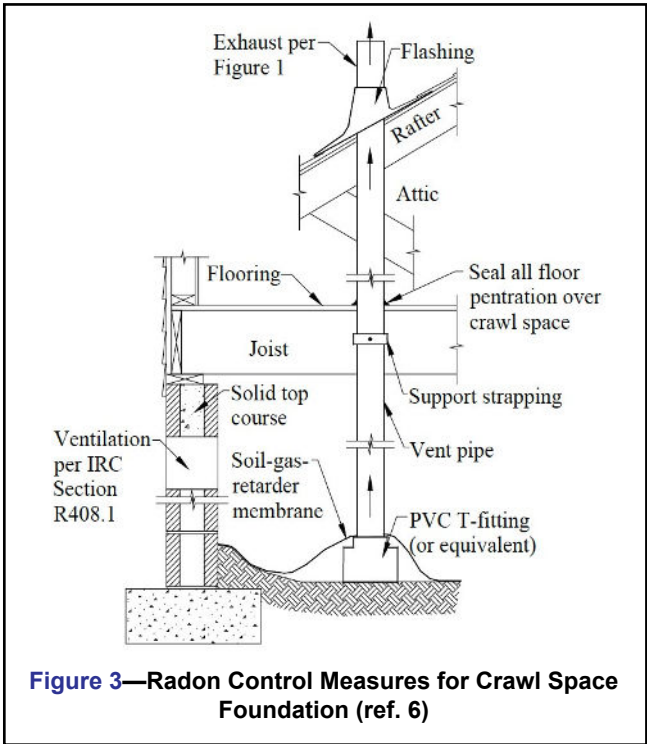 Exhaust per
Figure 1
Flashing
Rafter
Attic
Flooring
Seal all floor
pentration over
crawl space
Joist
Support strapping
Solid top
course
Ventilation
per IRC
Section
R408.1
Vent pipe
Soil-gas-
retarder
membrane
PVC T-fitting
(or equivalent)
Figure 3—Radon Control Measures for Crawl Space
Foundation (ref. 6)